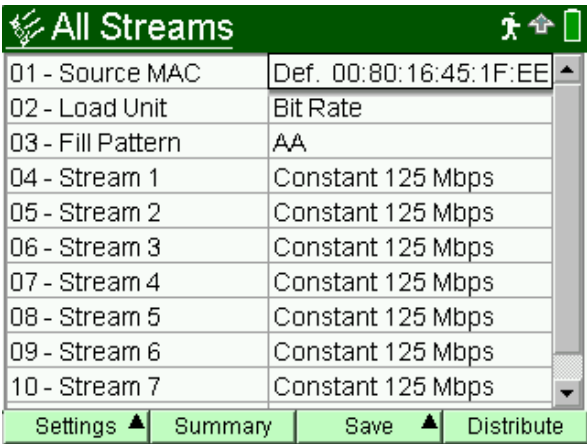 All Streams
01 - Source MAC Def. 00:80:16:45:1F:EE
02 - Load Unit Bit Rate
03 - Fill Pattern AA
04 - Stream 1 Constant 125 Mbps
05 - Stream 2 Constant 125 Mbps
06 - Stream 3 Constant 125 Mbps
07 - Stream 4 Constant 125 Mbps
08 - Stream 5 Constant 125 Mbps
09 - Stream 6 Constant 125 Mbps
10 - Stream 7 Constant 125 Mbps
Settings Summary Save Distribute